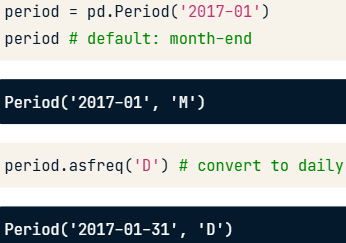 period = pd.Period('2017-01')
period # default: month-end
Period('2017-01', 'M')
period.asfreq('D') # convert to daily
Period('2017-01-31', 'D')